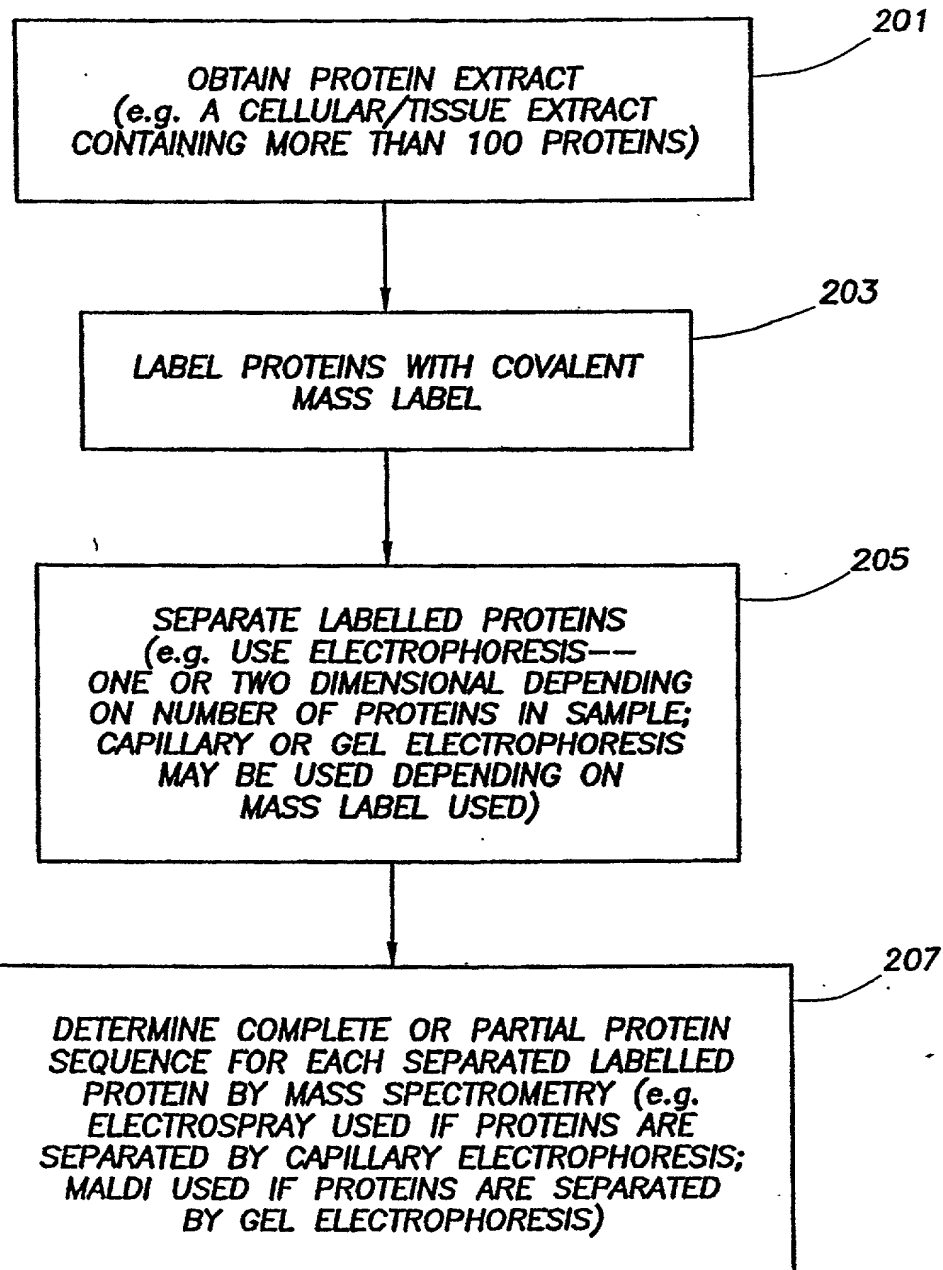 201
OBTAIN PROTEIN EXTRACT
(e.g. A CELLULAR/TISSUE EXTRACT
CONTAINING MORE THAN 100 PROTEINS)
203
LABEL PROTEINS WITH COVALENT
MASS LABEL
205
SEPARATE LABELLED PROTEINS
(e.g. USE ELECTROPHORESIS––
ONE OR TWO DIMENSIONAL DEPENDING
ON NUMBER OF PROTEINS IN SAMPLE;
CAPILLARY OR GEL ELECTROPHORESIS
MAY BE USED DEPENDING ON
MASS LABEL USED)
207
DETERMINE COMPLETE OR PARTIAL PROTEIN
SEQUENCE FOR EACH SEPARATED LABELLED
PROTEIN BY MASS SPECTROMETRY (e.g.
ELECTROSPRAY USED IF PROTEINS ARE
SEPARATED BY CAPILLARY ELECTROPHORESIS;
MALDI USED IF PROTEINS ARE SEPARATED
BY GEL ELECTROPHORESIS)